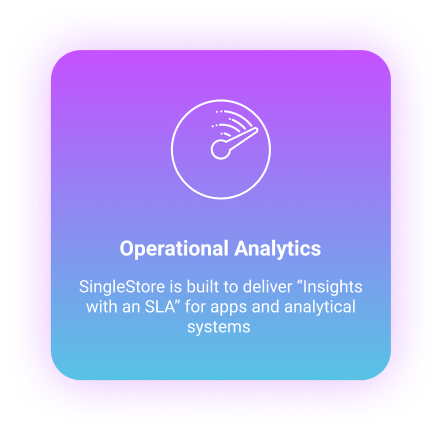 Operational Analytics
SingleStore is built to deliver “Insights
with an SLA” for apps and analytical
systems